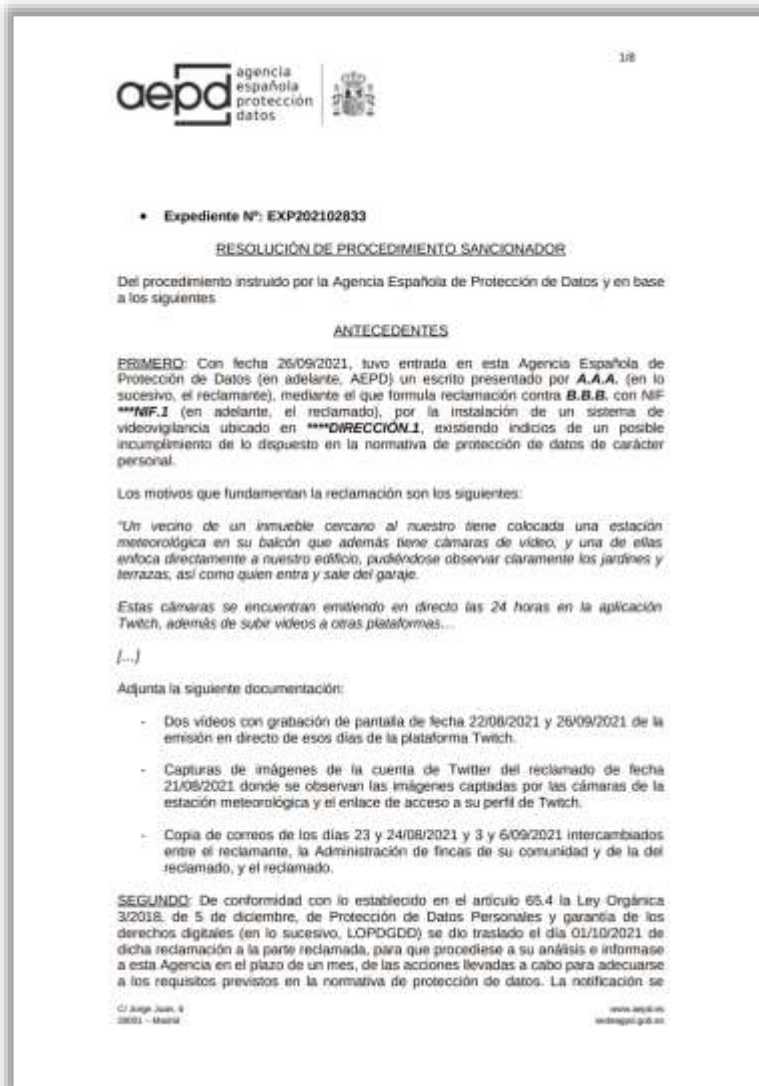 1/8
aepd
agencia
española
protección
datos
• Expediente Nº: EXP202102833
RESOLUCIÓN DE PROCEDIMIENTO SANCIONADOR
Del procedimiento instruido por la Agencia Española de Protección de Datos y en base
a los siguientes
ANTECEDENTES
PRIMERO: Con fecha 26/09/2021, tuvo entrada en esta Agencia Española de
Protección de Datos (en adelante, AEPD) un escrito presentado por A.A.A. (en lo
sucesivo, el reclamante), mediante el que formula reclamación contra B.B.B. con NIF
***NIF.1 (en adelante, el reclamado), por la instalación de un sistema de
videovigilancia ubicado en ****DIRECCIÓN.1, existiendo indicios de un posible
incumplimiento de lo dispuesto en la normativa de protección de datos de carácter
personal.
Los motivos que fundamentan la reclamación son los siguientes:
"Un vecino de un inmueble cercano al nuestro tiene colocada una estación
meteorológica en su balcón que además tiene cámaras de vídeo, y una de ellas
enfoca directamente a nuestro edificio, pudiéndose observar claramente los jardines y
terrazas, así como quien entra y sale del garaje.
Estas cámaras se encuentran emitiendo en directo las 24 horas en la aplicación
Twitch, además de subir videos a otras plataformas…
[…]
Adjunta la siguiente documentación:
- Dos vídeos con grabación de pantalla de fecha 22/08/2021 y 26/09/2021 de la
emisión en directo de esos días de la plataforma Twitch.
- Capturas de imágenes de la cuenta de Twitter del reclamado de fecha
21/08/2021 donde se observan las imágenes captadas por las cámaras de la
estación meteorológica y el enlace de acceso a su perfil de Twitch.
- Copia de correos de los días 23 y 24/08/2021 y 3 y 6/09/2021 intercambiados
entre el reclamante, la Administración de fincas de su comunidad y de la del
reclamado, y el reclamado.
SEGUNDO: De conformidad con lo establecido en el artículo 65.4 la Ley Orgánica
3/2018, de 5 de diciembre, de Protección de Datos Personales y garantía de los
derechos digitales (en lo sucesivo, LOPDGDD) se dio traslado el día 01/10/2021 de
dicha reclamación a la parte reclamada, para que procediese a su análisis e informase
a esta Agencia en el plazo de un mes, de las acciones llevadas a cabo para adecuarse
a los requisitos previstos en la normativa de protección de datos. La notificación se
C/ Jorge Juan, 6
28001 – Madrid
www.aepd.es
sedeagpd.gob.es